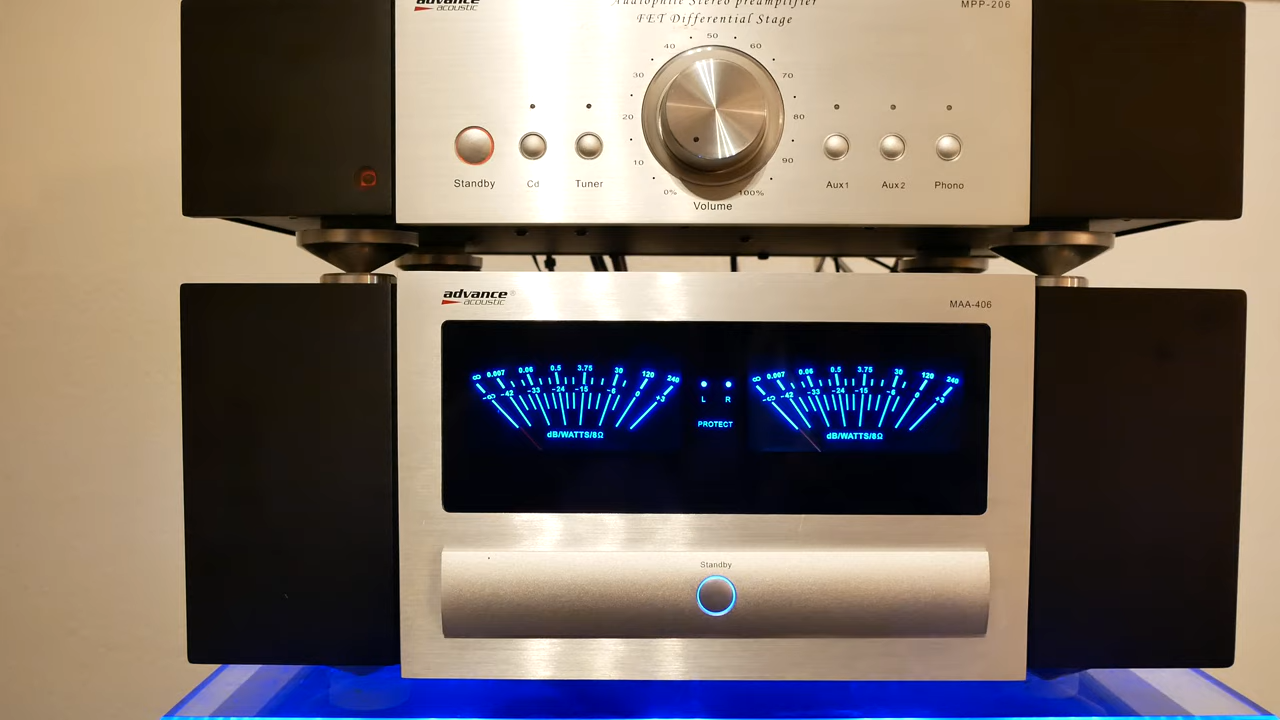 advance
acoustic
Audiophile Stereo preamplifier
MPP-206
FET Differential Stage
50
40 60
30 70
20 80
10 90
0% 100%
Standby Cd Tuner Aux1 Aux2 Phono
Volume
advance®
acoustic
MAA-406
∞ 0.007 0.06 0.5 3.75 30 120 240
-∞ -42 -33 -24 -15 -6 0 +3
dB/WATTS/8Ω
L R
PROTECT
∞ 0.007 0.06 0.5 3.75 30 120 240
-∞ -42 -33 -24 -15 -6 0 +3
dB/WATTS/8Ω
Standby